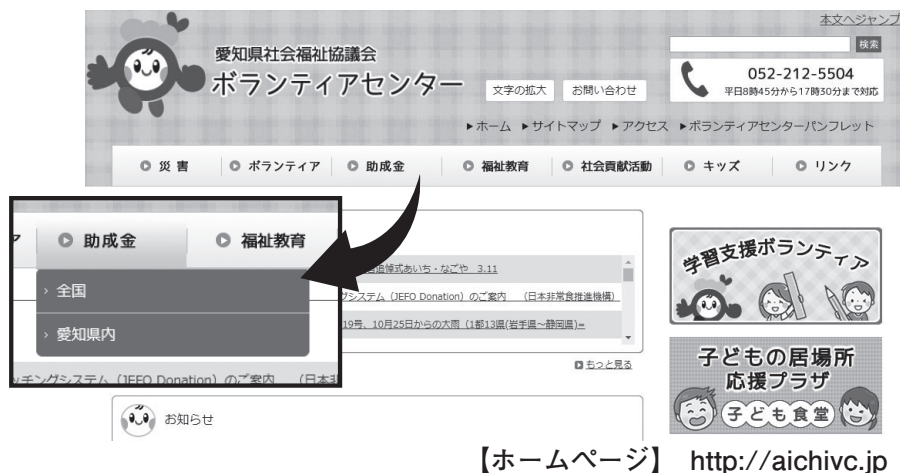 本文へジャンプ
検索
愛知県社会福祉協議会
ボランティアセンター
文字の拡大 お問い合わせ
052-212-5504
平日8時45分から17時30分まで対応
▶ホーム ▶サイトマップ ▶アクセス ▶ボランティアセンターパンフレット
災害 ボランティア 助成金 福祉教育 社会貢献活動 キッズ リンク
助成金 福祉教育
› 全国
› 愛知県内
追悼式あいち・なごや 3.11
グシステム（JEFO Donation）のご案内 （日本非常食推進機構）
19号、10月25日からの大雨（1都13県(岩手県～静岡県)=
ッチングシステム（JEFO Donation）のご案内 （日本非
もっと見る
お知らせ
学習支援ボランティア
子どもの居場所
応援プラザ
子ども食堂
【ホームページ】 http://aichivc.jp